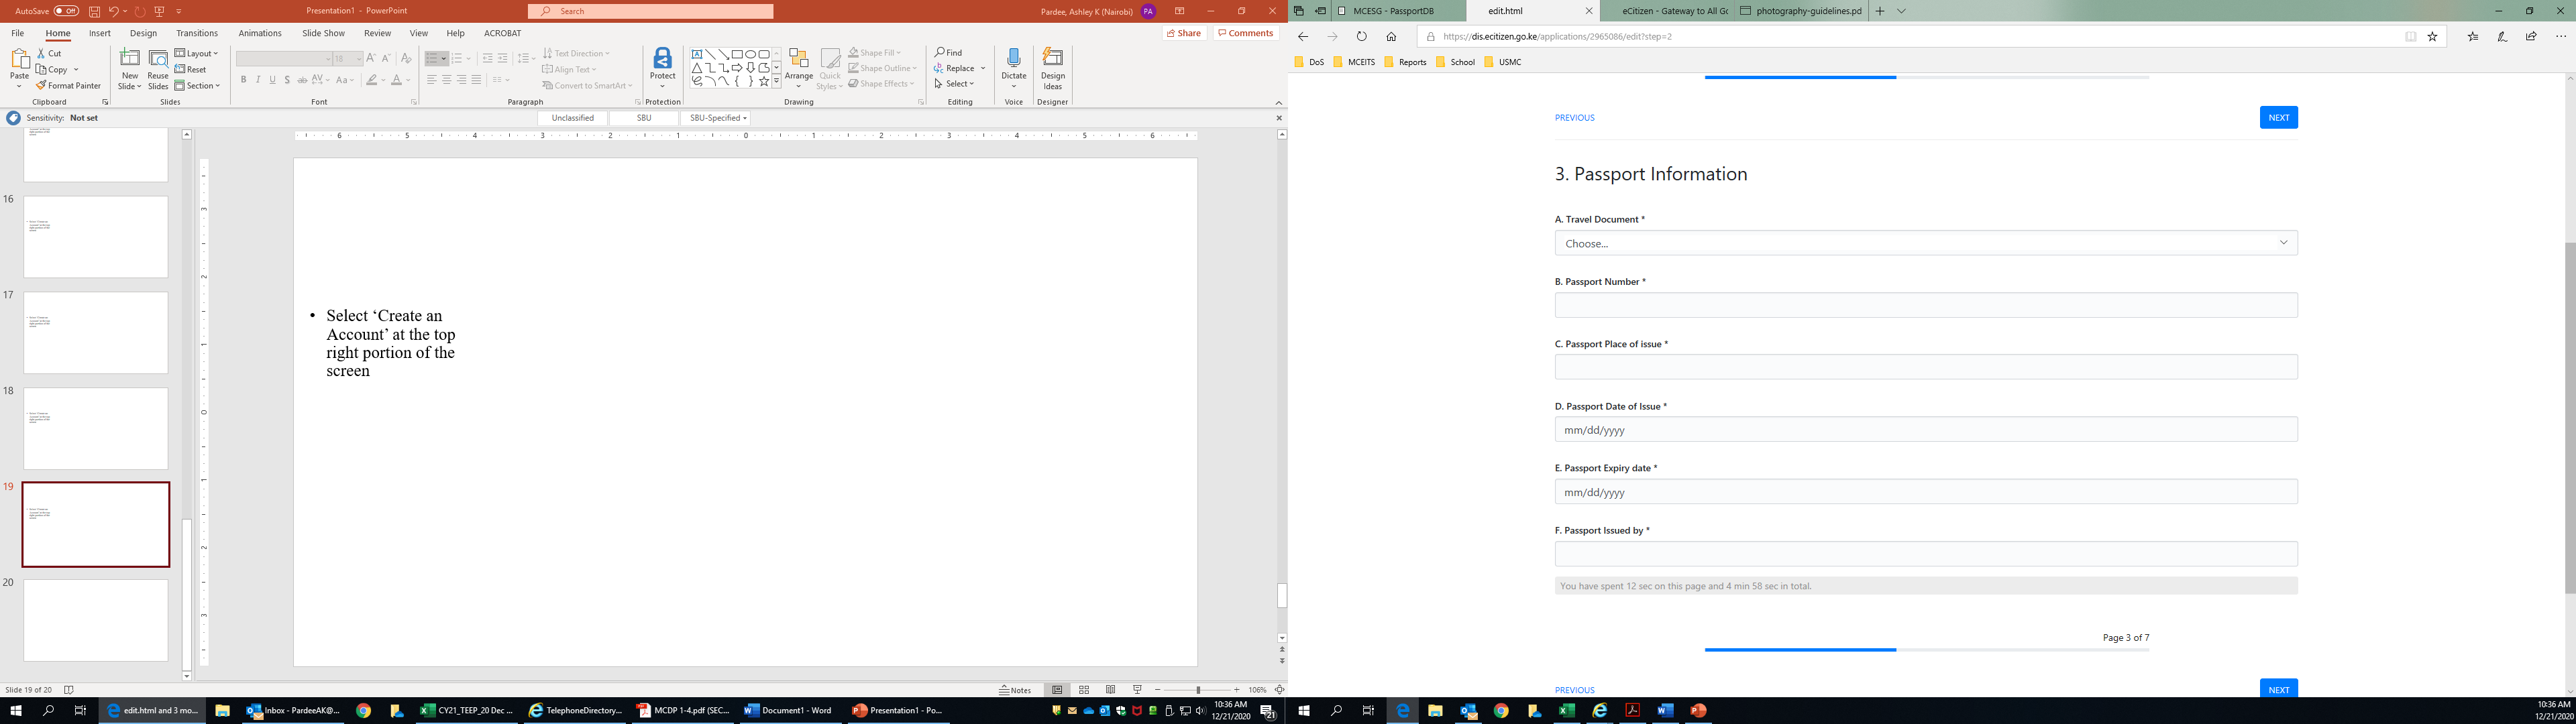 AutoSave Off
Presentation1 - PowerPoint
Search
Pardee, Ashley K (Nairobi) PA
File Home Insert Design Transitions Animations Slide Show Review View Help ACROBAT
Share Comments
Paste
Cut
Copy
Format Painter
Clipboard
New Slide
Reuse Slides
Layout
Reset
Section
Slides
18
Font
Paragraph
Text Direction
Align Text
Convert to SmartArt
Protect
Protection
Arrange
Quick Styles
Shape Fill
Shape Outline
Shape Effects
Drawing
Find
Replace
Select
Editing
Dictate
Voice
Design Ideas
Designer
Sensitivity: Not set
Unclassified SBU SBU-Specified
16
17
18
19
20
• Select ‘Create an
Account’ at the top
right portion of the
screen
Slide 19 of 20
Notes
106%
edit.html and 3 mo...
Inbox - PardeeAK@...
CY21_TEEP_20 Dec ...
TelephoneDirectory...
MCDP 1-4.pdf (SEC...
Document1 - Word
Presentation1 - Po...
10:36 AM
12/21/2020
21
MCESG - PassportDB
edit.html
eCitizen - Gateway to All Go
photography-guidelines.pd
https://dis.ecitizen.go.ke/applications/2965086/edit?step=2
DoS MCEITS Reports School USMC
PREVIOUS
NEXT
3. Passport Information
A. Travel Document *
Choose...
B. Passport Number *
C. Passport Place of issue *
D. Passport Date of Issue *
mm/dd/yyyy
E. Passport Expiry date *
mm/dd/yyyy
F. Passport Issued by *
You have spent 12 sec on this page and 4 min 58 sec in total.
Page 3 of 7
PREVIOUS
NEXT
10:36 AM
12/21/2020